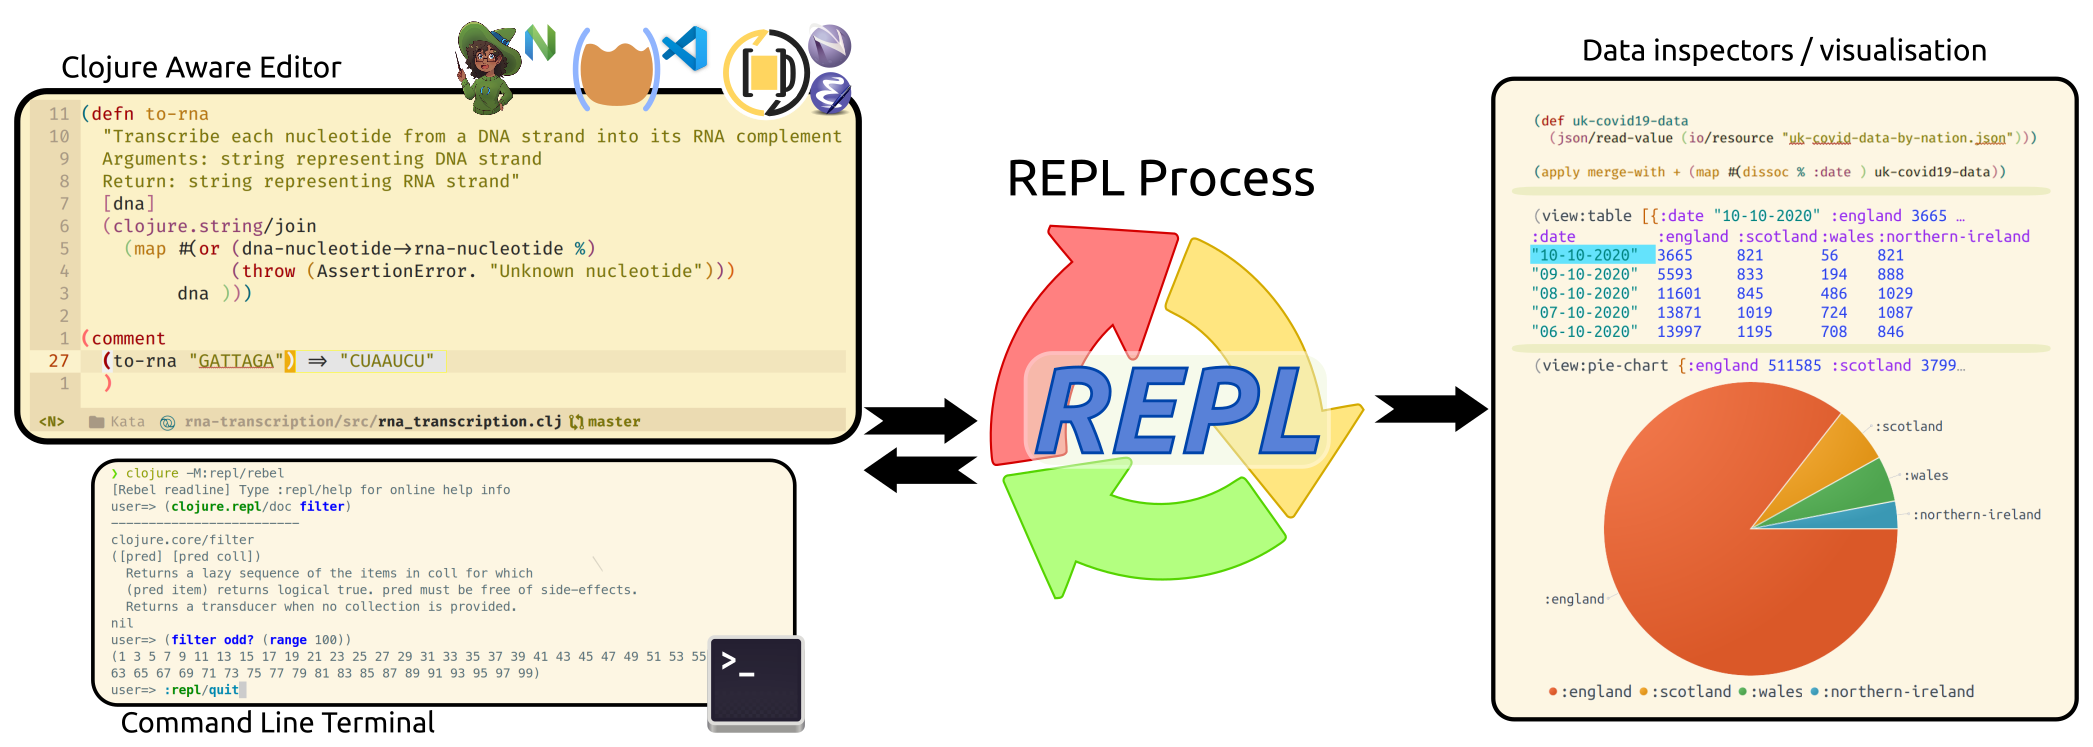 Clojure Aware Editor
11 (defn to-rna
10 "Transcribe each nucleotide from a DNA strand into its RNA complement
9 Arguments: string representing DNA strand
8 Return: string representing RNA strand"
7 [dna]
6 (clojure.string/join
5 (map #(or (dna-nucleotide→rna-nucleotide %)
4 (throw (AssertionError. "Unknown nucleotide")))
3 dna )))
2
1 (comment
27 (to-rna "GATTAGA") ⇒ "CUAAUCU"
1 )
<N> Kata rna-transcription/src/rna_transcription.clj master
❯ clojure -M:repl/rebel
[Rebel readline] Type :repl/help for online help info
user=> (clojure.repl/doc filter)
-------------------------
clojure.core/filter
([pred] [pred coll])
Returns a lazy sequence of the items in coll for which
(pred item) returns logical true. pred must be free of side-effects.
Returns a transducer when no collection is provided.
nil
user=> (filter odd? (range 100))
(1 3 5 7 9 11 13 15 17 19 21 23 25 27 29 31 33 35 37 39 41 43 45 47 49 51 53 55
63 65 67 69 71 73 75 77 79 81 83 85 87 89 91 93 95 97 99)
user=> :repl/quit
>_
Command Line Terminal
REPL Process
REPL
Data inspectors / visualisation
(def uk-covid19-data
(json/read-value (io/resource "uk-covid-data-by-nation.json")))
(apply merge-with + (map #(dissoc % :date ) uk-covid19-data))
(view:table [{:date "10-10-2020" :england 3665 …
:date :england :scotland :wales :northern-ireland
"10-10-2020" 3665 821 56 821
"09-10-2020" 5593 833 194 888
"08-10-2020" 11601 845 486 1029
"07-10-2020" 13871 1019 724 1087
"06-10-2020" 13997 1195 708 846
(view:pie-chart {:england 511585 :scotland 3799…
:scotland
:wales
:northern-ireland
:england
:england :scotland :wales :northern-ireland